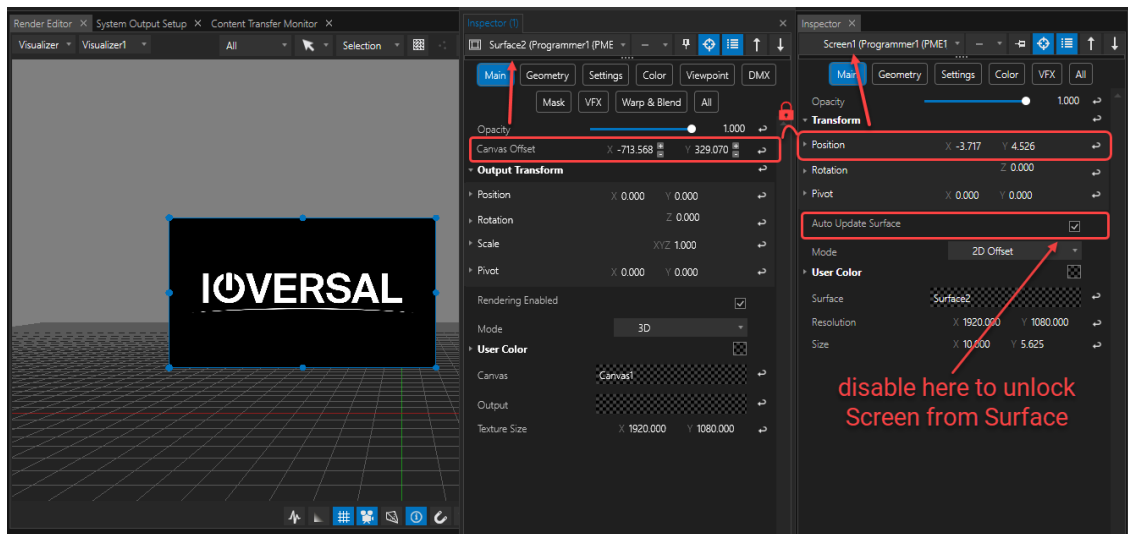 Render Editor × System Output Setup × Content Transfer Monitor ×
Visualizer Visualizer1 All Selection
IOVERSAL
Inspector (1) ×
Surface2 (Programmer1 (PME
Main Geometry Settings Color Viewpoint DMX
Mask VFX Warp & Blend All
Opacity 1.000
Canvas Offset X -713.568 Y 329.070
Output Transform
Position X 0.000 Y 0.000
Rotation Z 0.000
Scale XYZ 1.000
Pivot X 0.000 Y 0.000
Rendering Enabled
Mode 3D
User Color
Canvas Canvas1
Output
Texture Size X 1920.000 Y 1080.000
Inspector ×
Screen1 (Programmer1 (PME1
Main Geometry Settings Color VFX All
Opacity 1.000
Transform
Position X -3.717 Y 4.526
Rotation Z 0.000
Pivot X 0.000 Y 0.000
Auto Update Surface
Mode 2D Offset
User Color
Surface Surface2
Resolution X 1920.000 Y 1080.000
Size X 10.000 Y 5.625
disable here to unlock
Screen from Surface